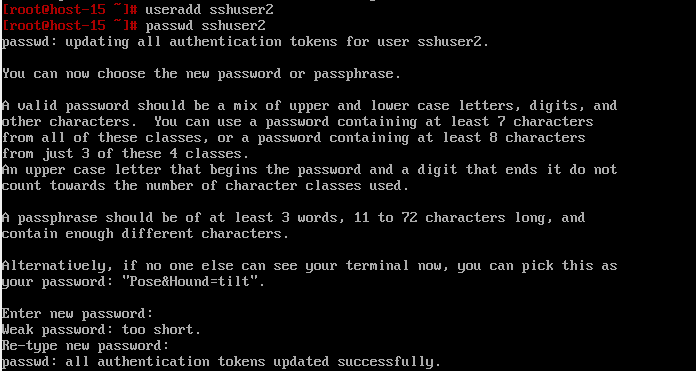 [root@host-15 ~]# useradd sshuser2
[root@host-15 ~]# passwd sshuser2
passwd: updating all authentication tokens for user sshuser2.
You can now choose the new password or passphrase.
A valid password should be a mix of upper and lower case letters, digits, and
other characters.  You can use a password containing at least 7 characters
from all of these classes, or a password containing at least 8 characters
from just 3 of these 4 classes.
An upper case letter that begins the password and a digit that ends it do not
count towards the number of character classes used.
A passphrase should be of at least 3 words, 11 to 72 characters long, and
contain enough different characters.
Alternatively, if no one else can see your terminal now, you can pick this as
your password: "Pose&Hound=tilt".
Enter new password:
Weak password: too short.
Re-type new password:
passwd: all authentication tokens updated successfully.